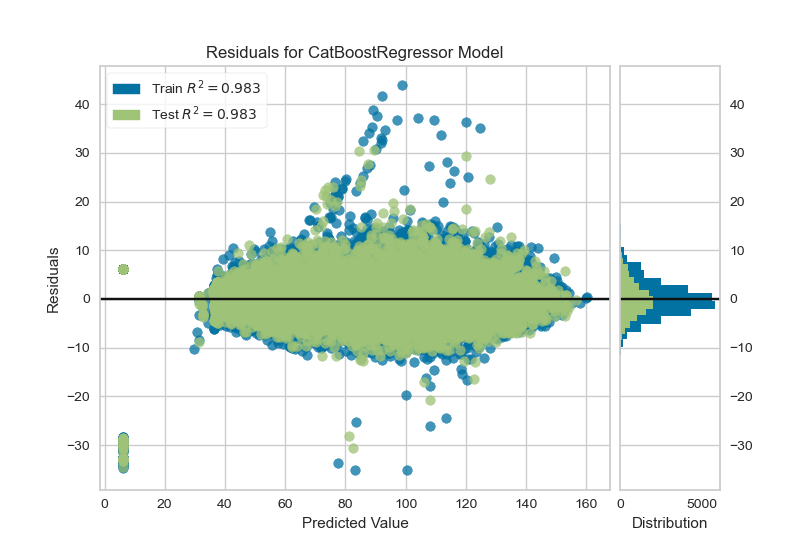 Residuals for CatBoostRegressor Model
Train R² = 0.983
Test R² = 0.983
Residuals
40
30
20
10
0
−10
−20
−30
0 20 40 60 80 100 120 140 160
Predicted Value
40
30
20
10
0
−10
−20
−30
0 5000
Distribution